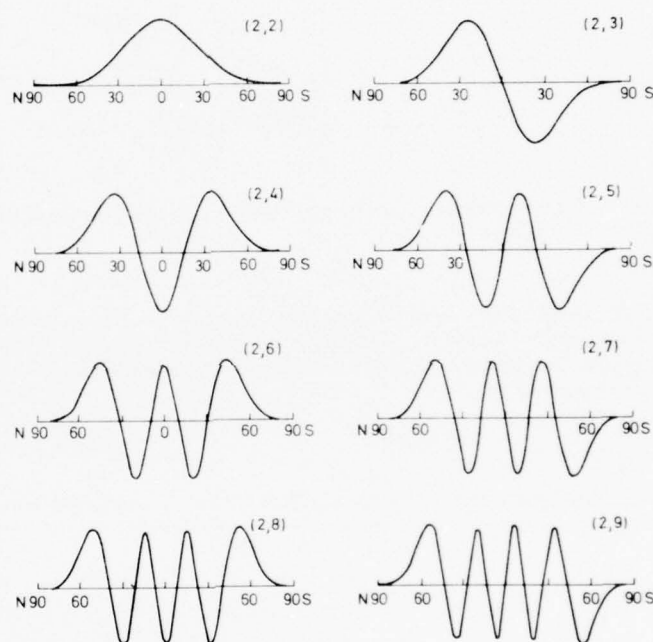 (2,2)
N 90 60 30 0 30 60 90 S
(2,3)
N 90 60 30 30 60 90 S
(2,4)
N 90 60 30 0 30 60 90 S
(2,5)
N 90 60 30 90 S
(2,6)
N 90 60 0 60 90 S
(2,7)
N 90 60 60 90 S
(2,8)
N 90 60 60 90 S
(2,9)
N 90 60 60 90 S